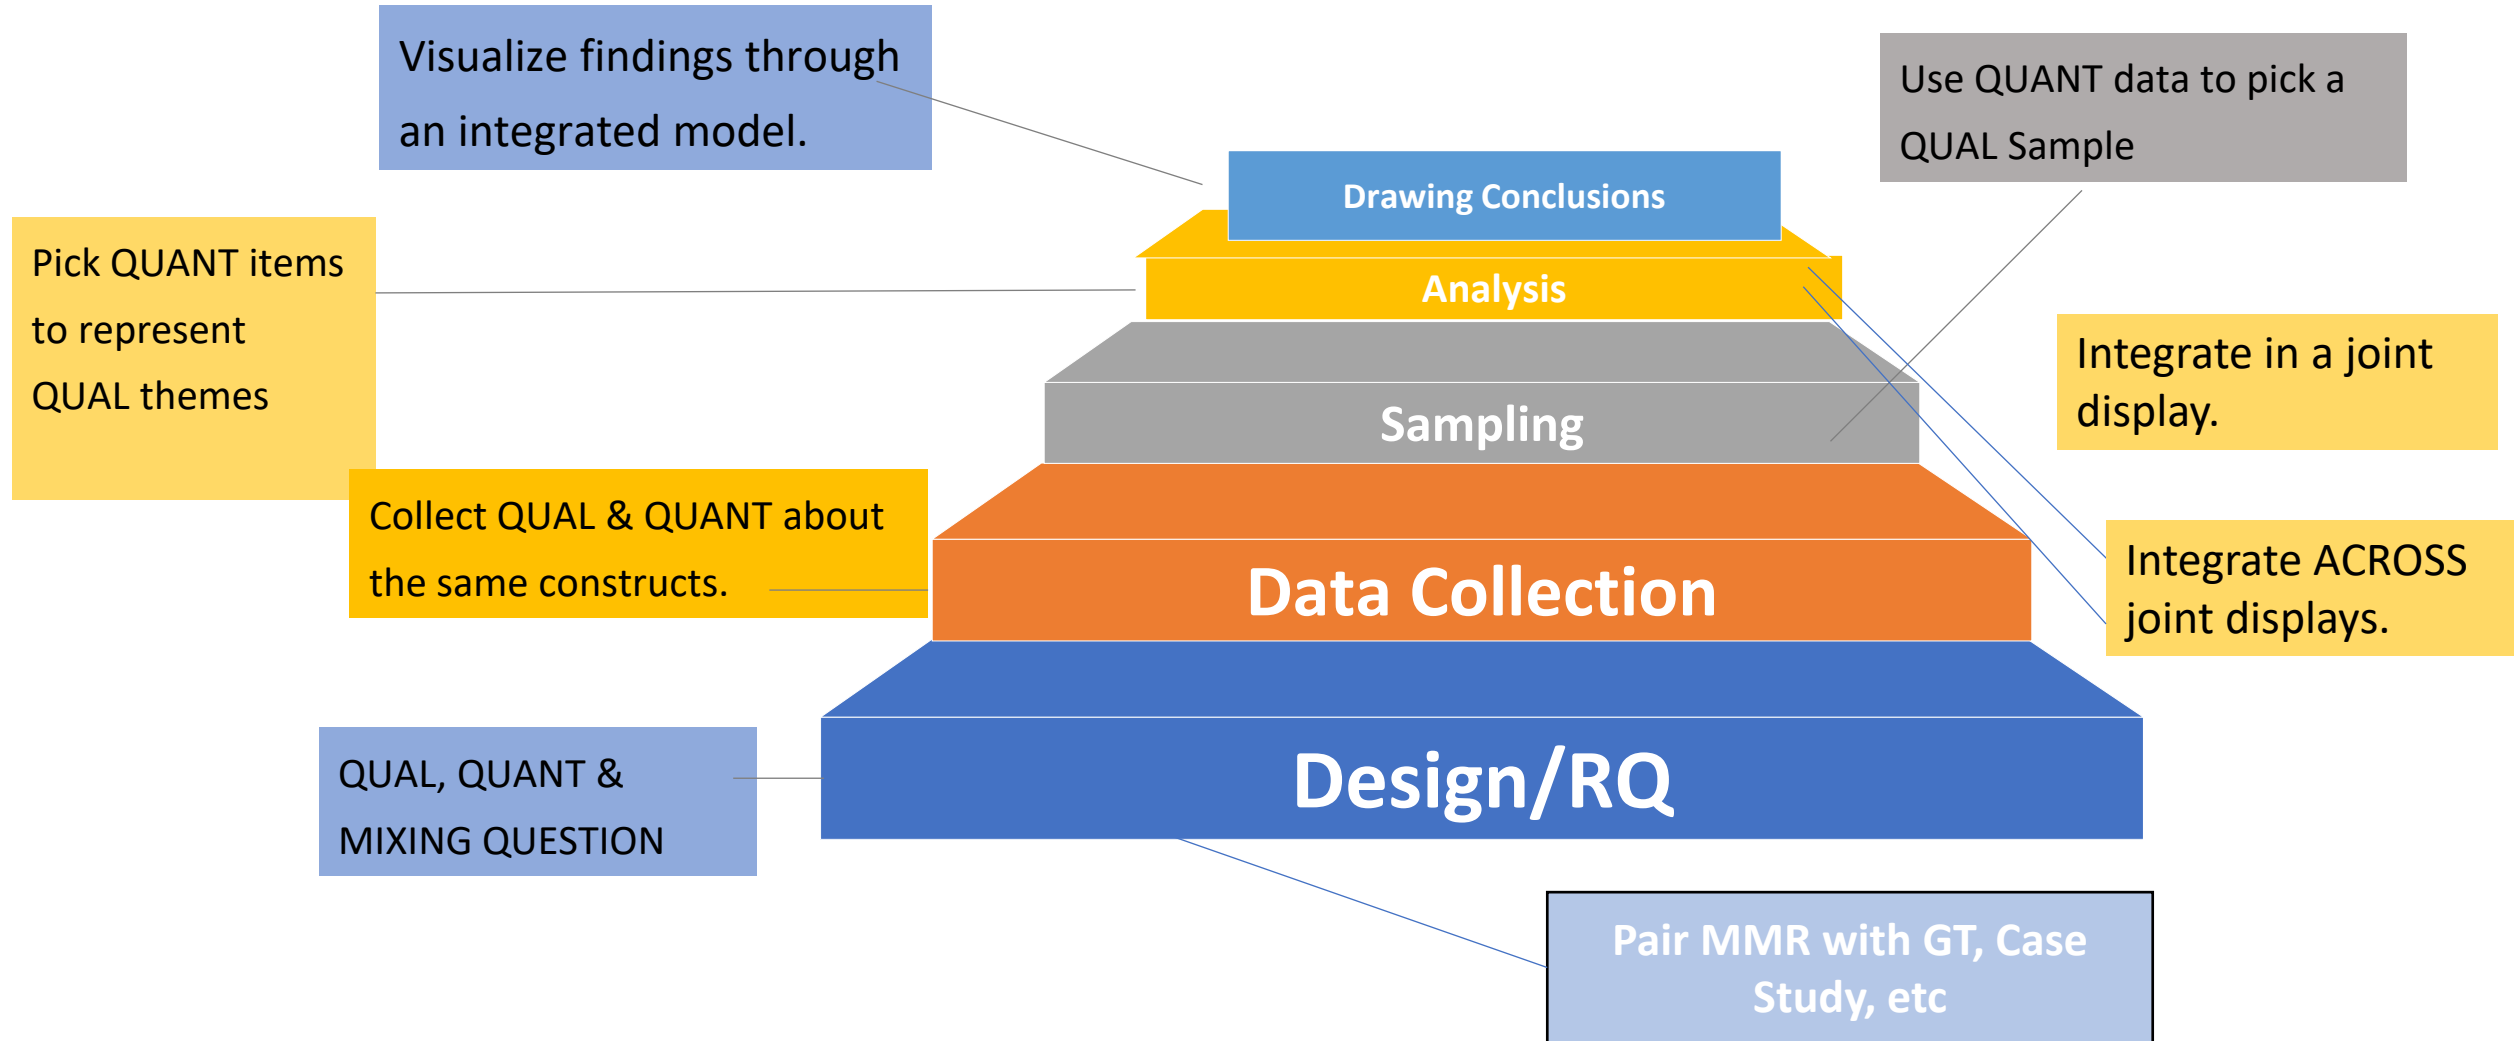 Visualize findings through
an integrated model.
Use QUANT data to pick a
QUAL Sample
Drawing Conclusions
Pick QUANT items
to represent
QUAL themes
Analysis
Integrate in a joint
display.
Sampling
Collect QUAL & QUANT about
the same constructs.
Data Collection
Integrate ACROSS
joint displays.
QUAL, QUANT &
MIXING QUESTION
Design/RQ
Pair MMR with GT, Case
Study, etc